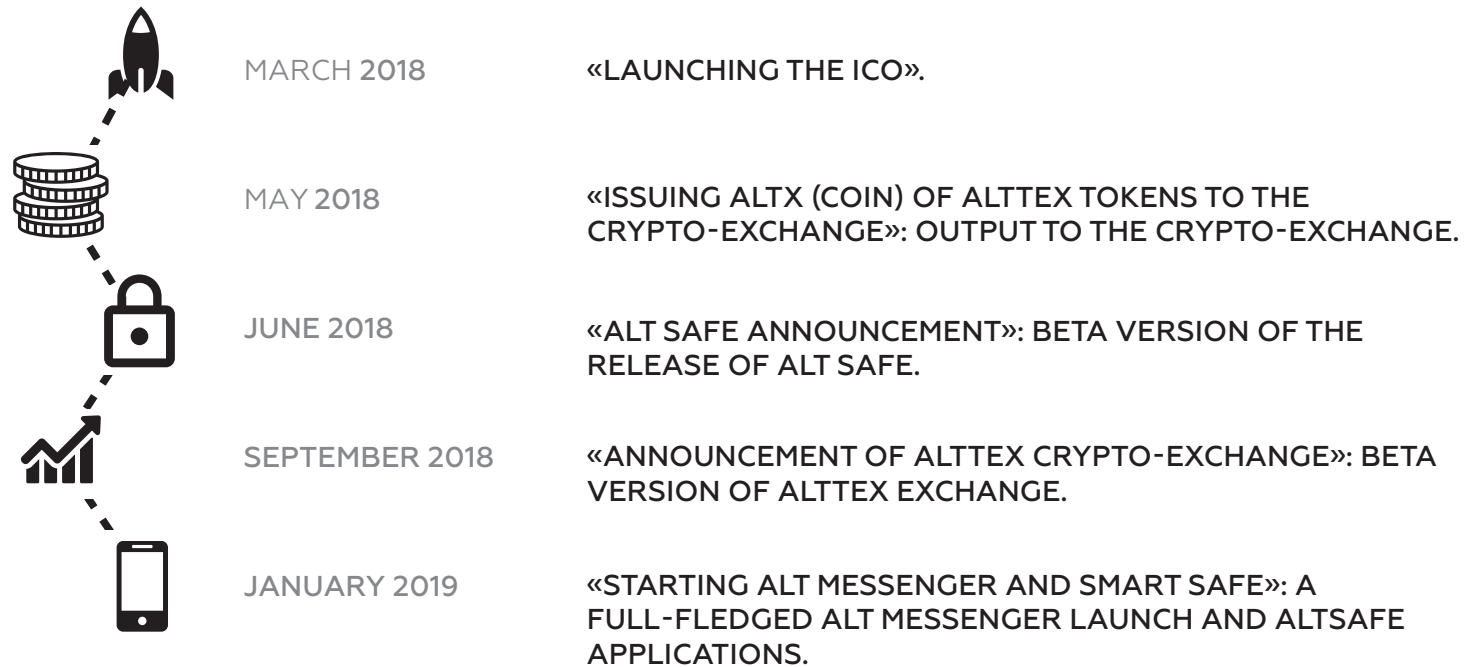 MARCH 2018
«LAUNCHING THE ICO».
MAY 2018
«ISSUING ALTX (COIN) OF ALTTEX TOKENS TO THE
CRYPTO-EXCHANGE»: OUTPUT TO THE CRYPTO-EXCHANGE.
JUNE 2018
«ALT SAFE ANNOUNCEMENT»: BETA VERSION OF THE
RELEASE OF ALT SAFE.
SEPTEMBER 2018
«ANNOUNCEMENT OF ALTTEX CRYPTO-EXCHANGE»: BETA
VERSION OF ALTTEX EXCHANGE.
JANUARY 2019
«STARTING ALT MESSENGER AND SMART SAFE»: A
FULL-FLEDGED ALT MESSENGER LAUNCH AND ALTSAFE
APPLICATIONS.